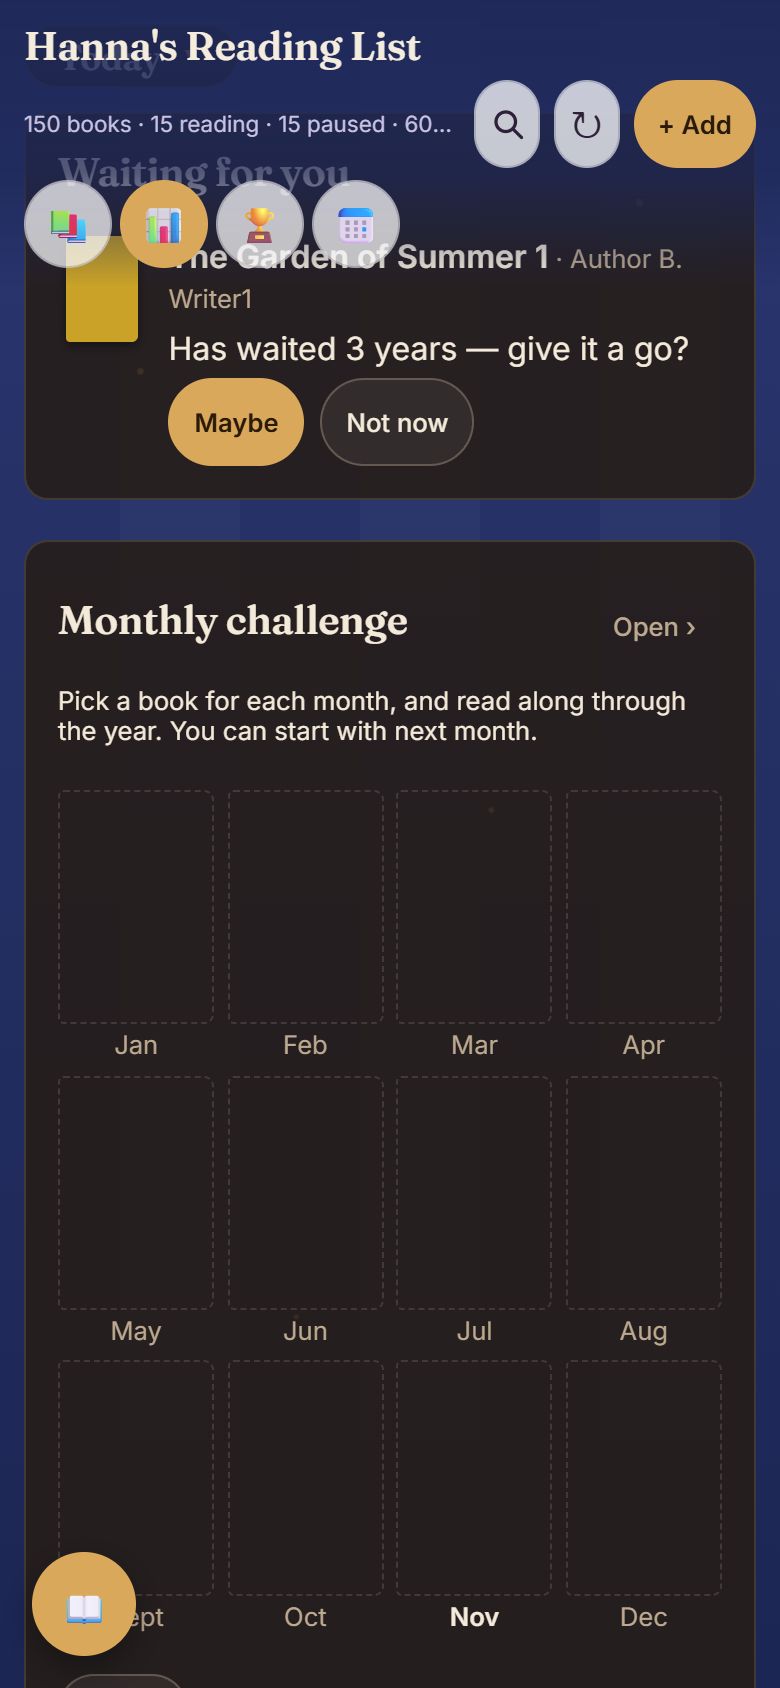 Hanna's Reading List
Today
150 books · 15 reading · 15 paused · 60...
+ Add
Waiting for you
The Garden of Summer 1 · Author B.
Writer1
Has waited 3 years — give it a go?
Maybe
Not now
Monthly challenge
Open ›
Pick a book for each month, and read along through
the year. You can start with next month.
Jan
Feb
Mar
Apr
May
Jun
Jul
Aug
ept
Oct
Nov
Dec